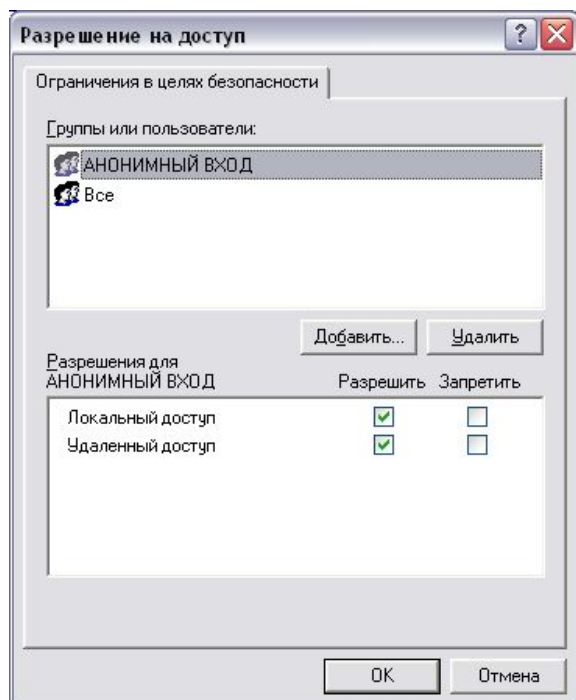 Разрешение на доступ
Ограничения в целях безопасности
Группы или пользователи:
АНОНИМНЫЙ ВХОД
Все
Добавить... Удалить
Разрешения для
АНОНИМНЫЙ ВХОД Разрешить Запретить
Локальный доступ
Удаленный доступ
OK Отмена